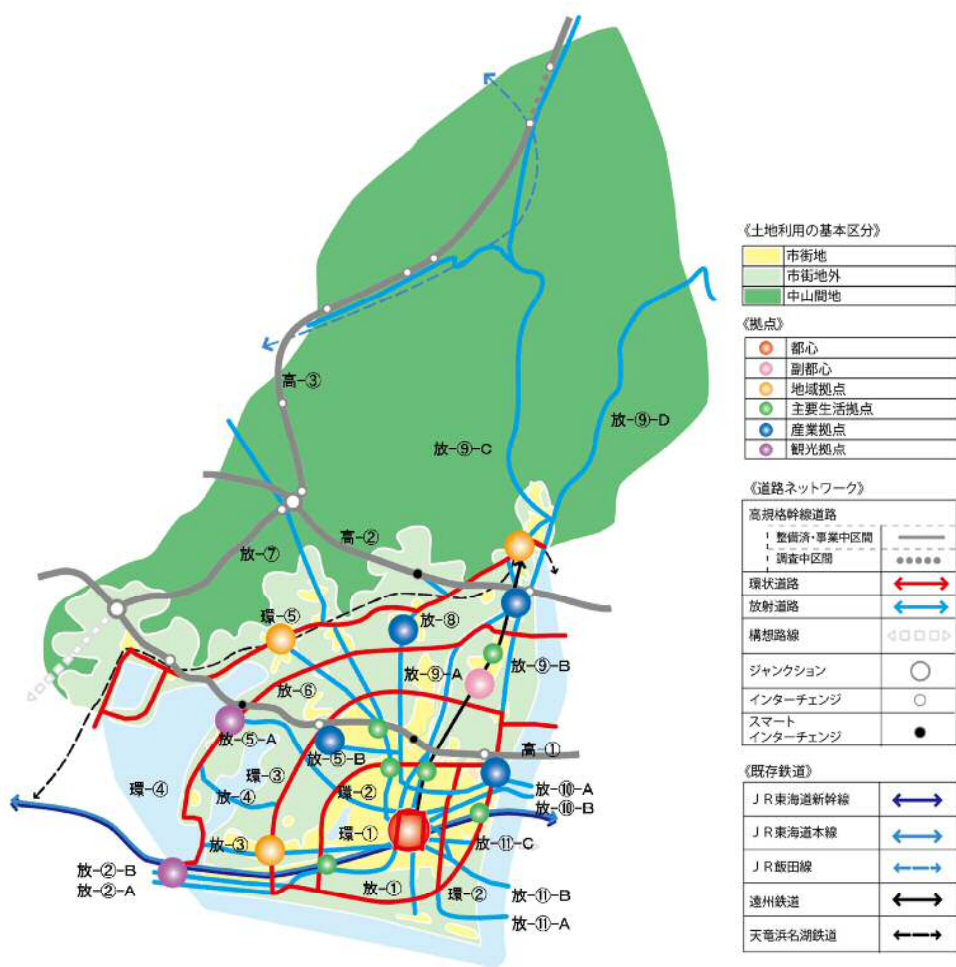 高-③
放-⑨-C
放-⑨-D
高-②
放-⑦
環-⑤
放-⑧
放-⑨-A
放-⑨-B
放-⑥
放-⑤-A
放-⑤-B
高-①
環-④
環-③
放-④
環-②
放-⑩-A
放-⑩-B
環-①
放-③
放-⑪-C
放-②-B
放-②-A
放-①
環-②
放-⑪-B
放-⑪-A
《土地利用の基本区分》
市街地
市街地外
中山間地
《拠点》
都心
副都心
地域拠点
主要生活拠点
産業拠点
観光拠点
《道路ネットワーク》
高規格幹線道路
整備済・事業中区間
調査中区間
環状道路
放射道路
構想路線
ジャンクション
インターチェンジ
スマート
インターチェンジ
《既存鉄道》
JR東海道新幹線
JR東海道本線
JR飯田線
遠州鉄道
天竜浜名湖鉄道